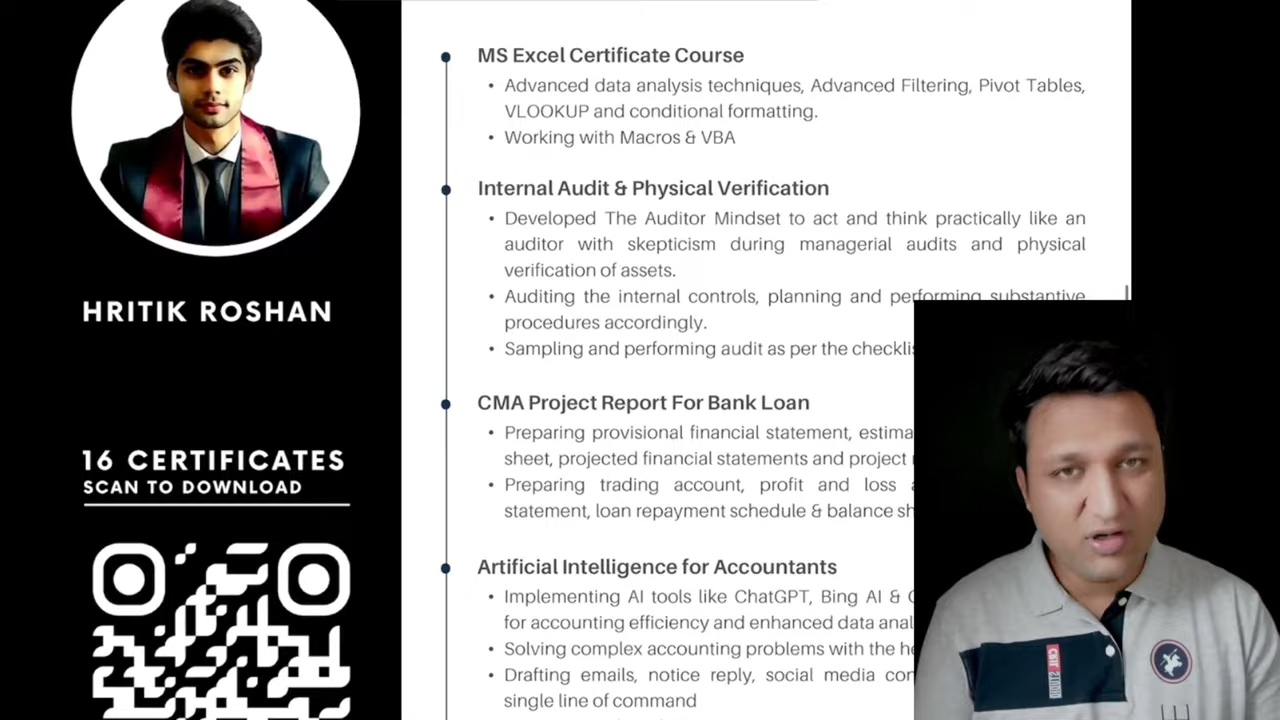 HRITIK ROSHAN
16 CERTIFICATES
SCAN TO DOWNLOAD
MS Excel Certificate Course
• Advanced data analysis techniques, Advanced Filtering, Pivot Tables,
VLOOKUP and conditional formatting.
• Working with Macros & VBA
Internal Audit & Physical Verification
• Developed The Auditor Mindset to act and think practically like an
auditor with skepticism during managerial audits and physical
verification of assets.
• Auditing the internal controls, planning and performing substantive
procedures accordingly.
• Sampling and performing audit as per the
CMA Project Report For Bank Loan
• Preparing provisional financial statement,
sheet, projected financial statements and project
• Preparing trading account, profit and loss
statement, loan repayment schedule & balance
Artificial Intelligence for Accountants
• Implementing AI tools like ChatGPT, Bing AI &
for accounting efficiency and enhanced data
• Solving complex accounting problems with the
• Drafting emails, notice reply, social media
single line of command